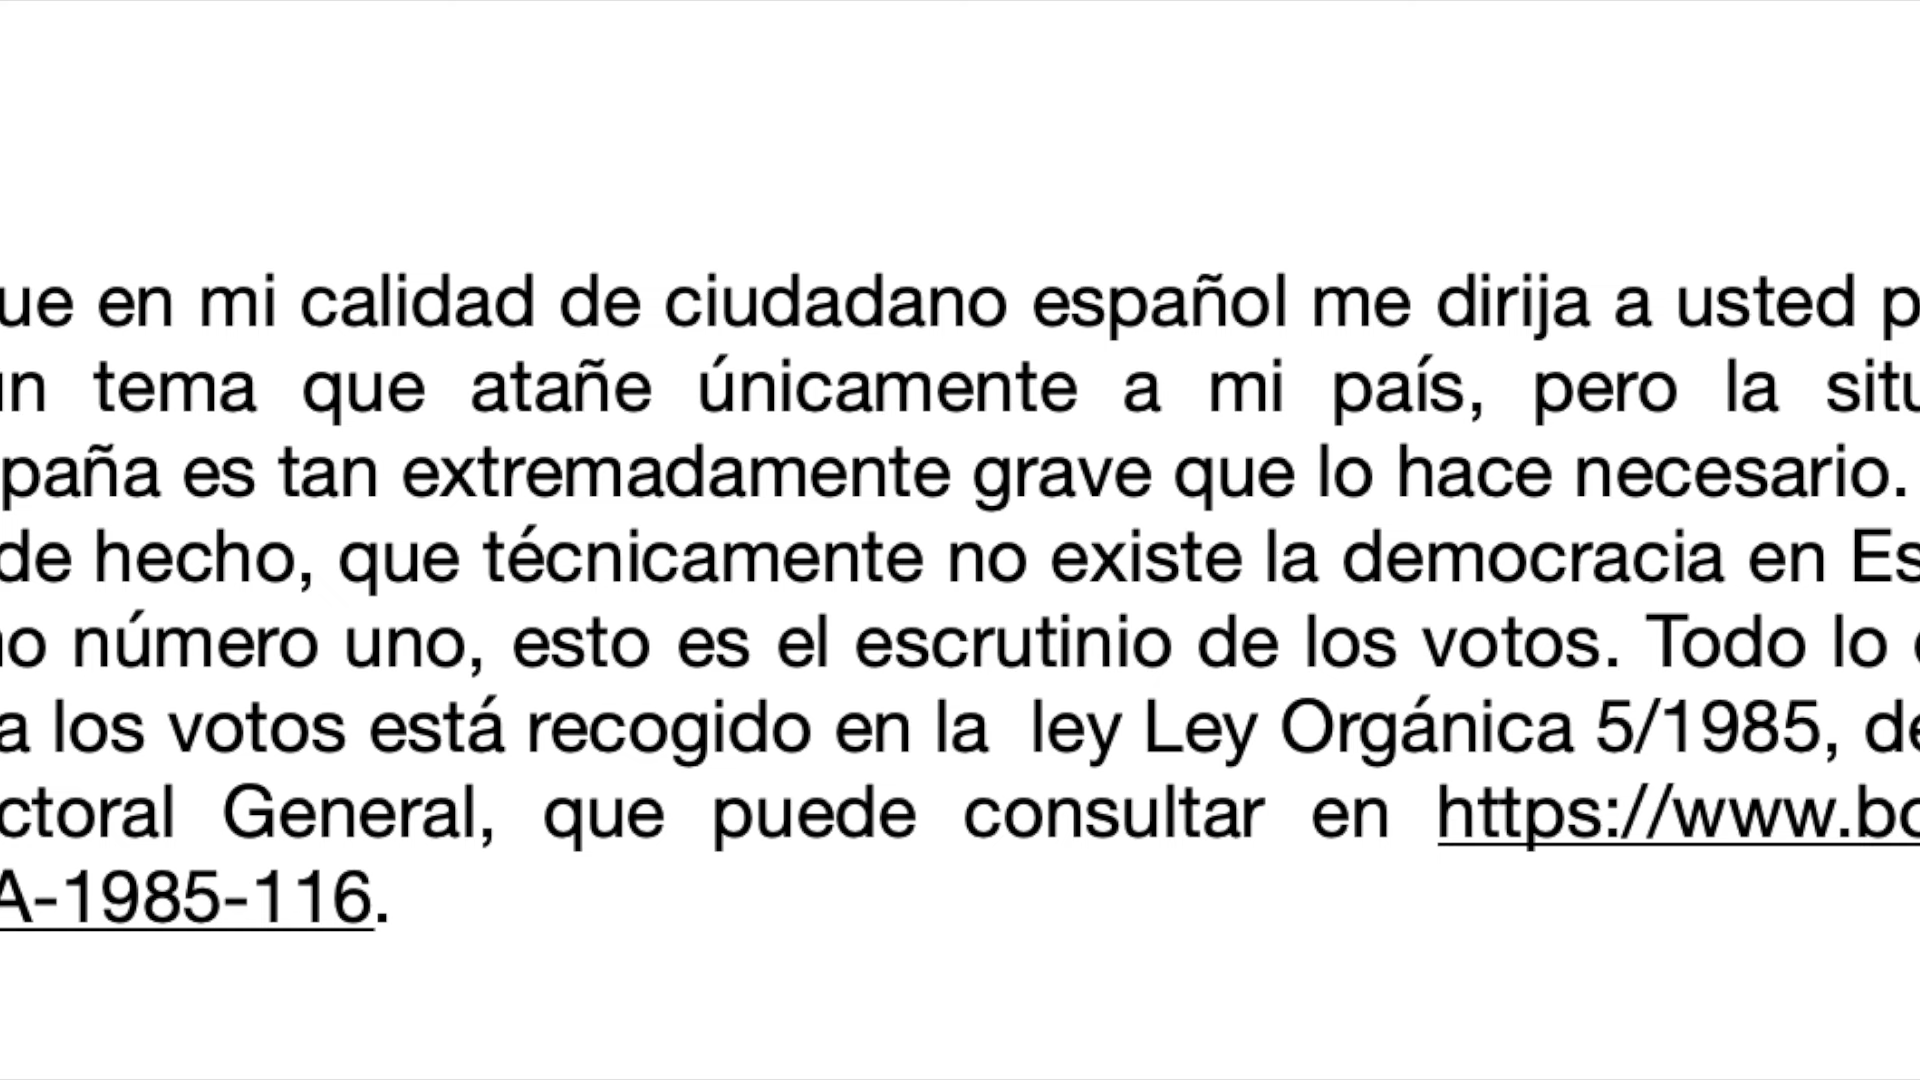 ue en mi calidad de ciudadano español me dirija a usted p
un tema que atañe únicamente a mi país, pero la situ
paña es tan extremadamente grave que lo hace necesario.
de hecho, que técnicamente no existe la democracia en Es
no número uno, esto es el escrutinio de los votos. Todo lo
a los votos está recogido en la ley Ley Orgánica 5/1985, de
ctoral General, que puede consultar en https://www.bo
A-1985-116.